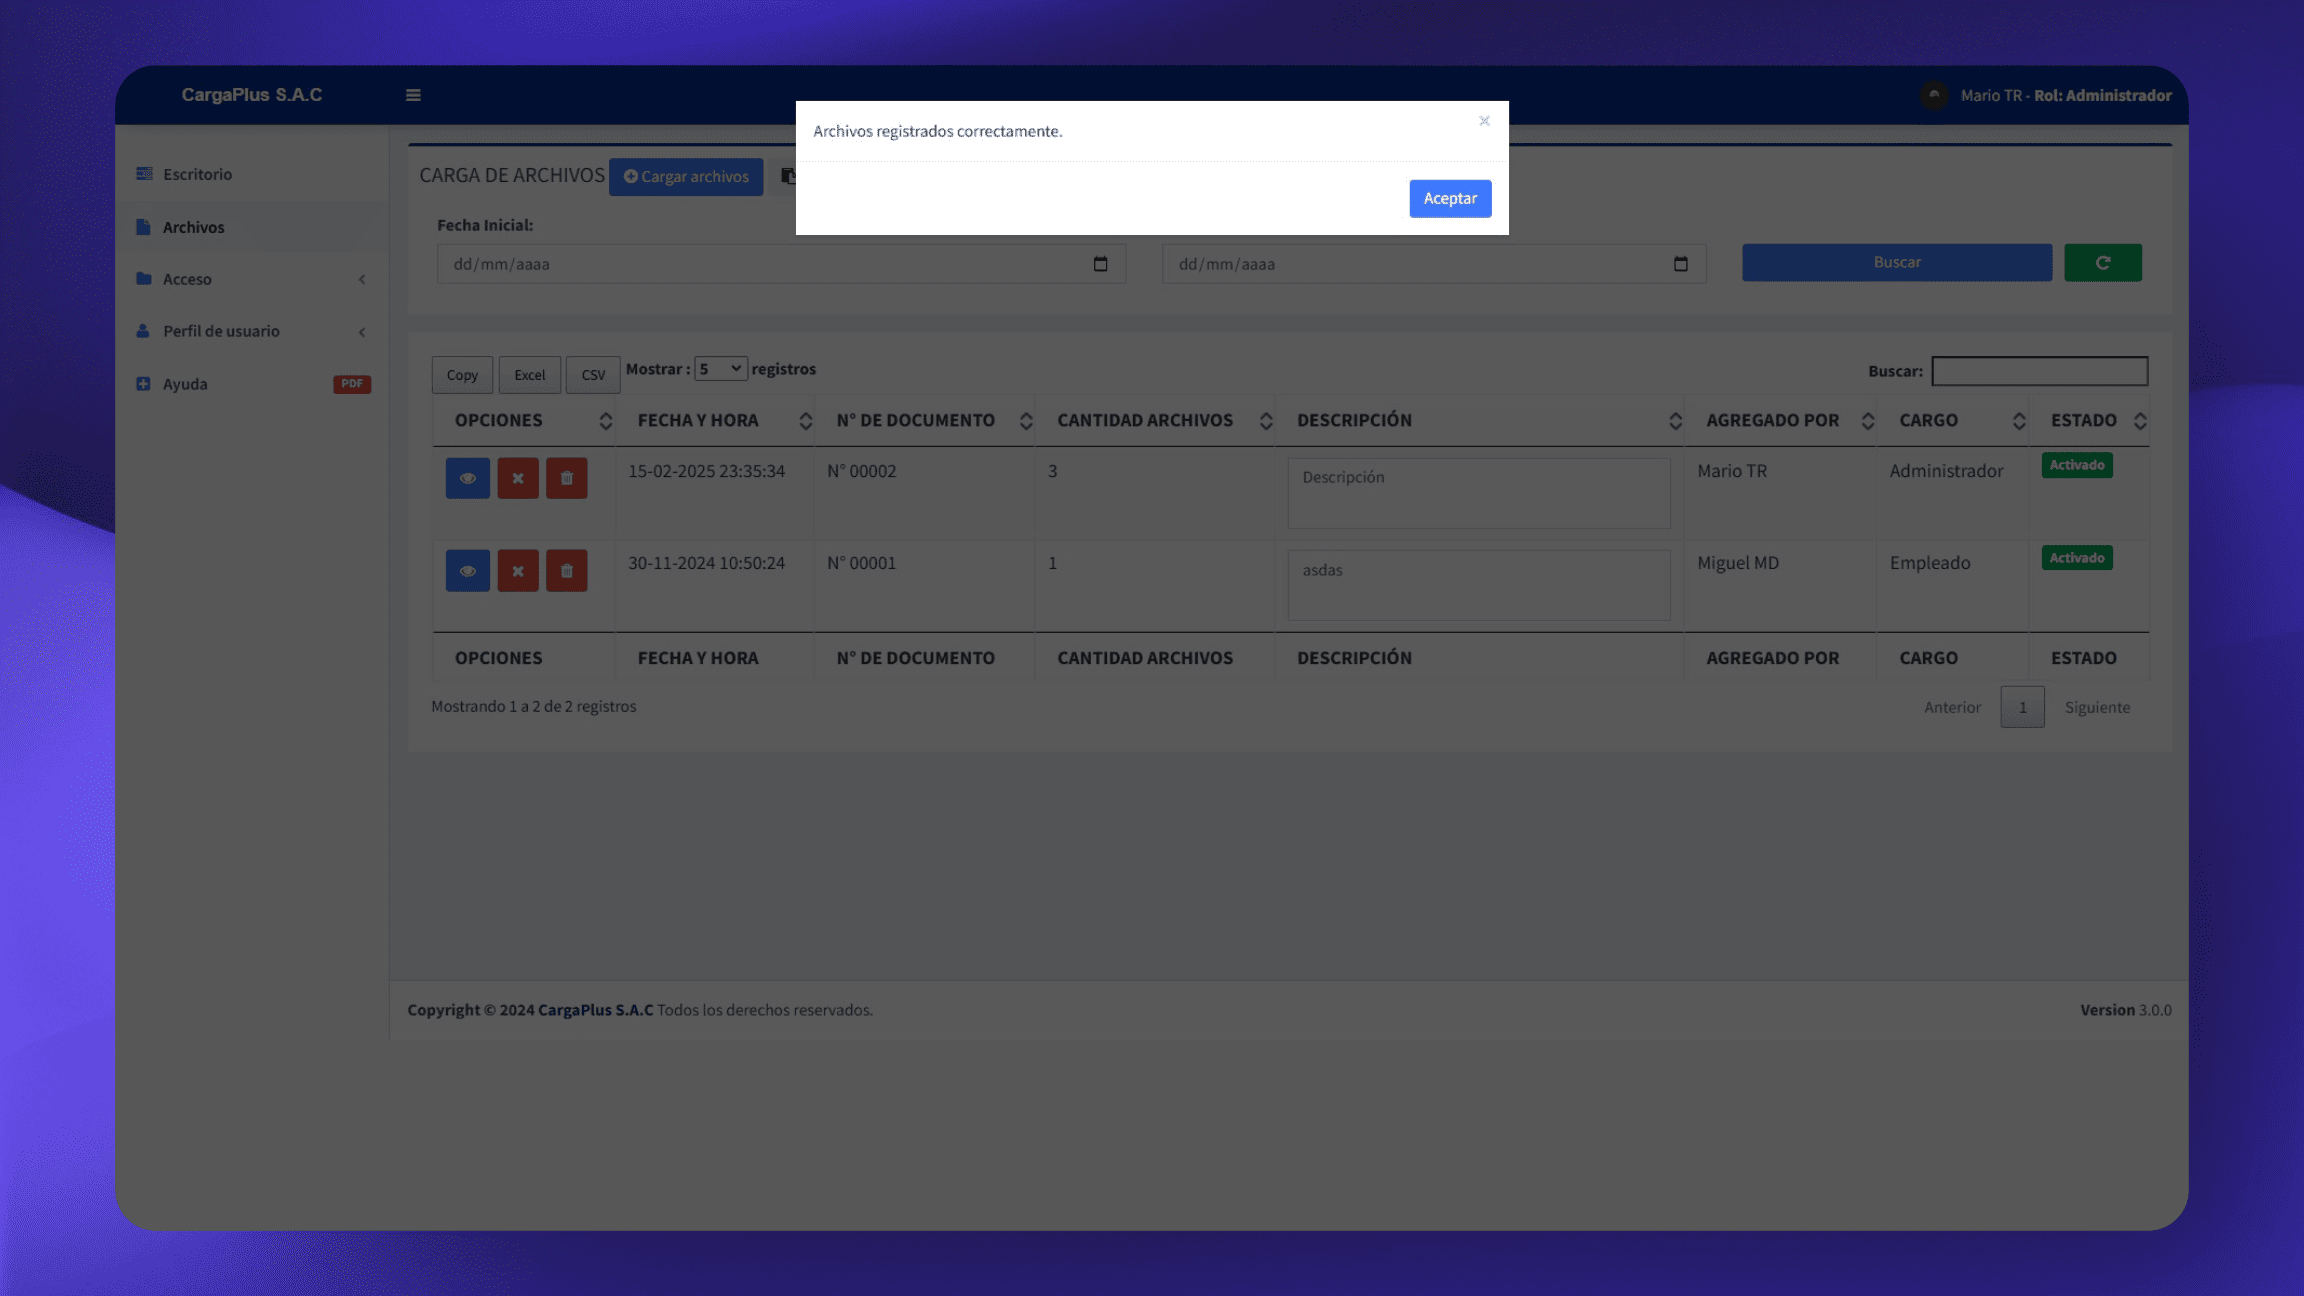 CargaPlus S.A.C
Mario TR - Rol: Administrador
Archivos registrados correctamente.
×
Aceptar
Escritorio
Archivos
Acceso
Perfil de usuario
Ayuda
PDF
CARGA DE ARCHIVOS
Cargar archivos
Fecha Inicial:
dd/mm/aaaa
dd/mm/aaaa
Buscar
Copy
Excel
CSV
Mostrar : 5 registros
Buscar:
OPCIONES FECHA Y HORA N° DE DOCUMENTO CANTIDAD ARCHIVOS DESCRIPCIÓN AGREGADO POR CARGO ESTADO
15-02-2025 23:35:34 N° 00002 3 Descripción Mario TR Administrador Activado
30-11-2024 10:50:24 N° 00001 1 asdas Miguel MD Empleado Activado
OPCIONES FECHA Y HORA N° DE DOCUMENTO CANTIDAD ARCHIVOS DESCRIPCIÓN AGREGADO POR CARGO ESTADO
Mostrando 1 a 2 de 2 registros
Anterior 1 Siguiente
Copyright © 2024 CargaPlus S.A.C Todos los derechos reservados.
Version 3.0.0